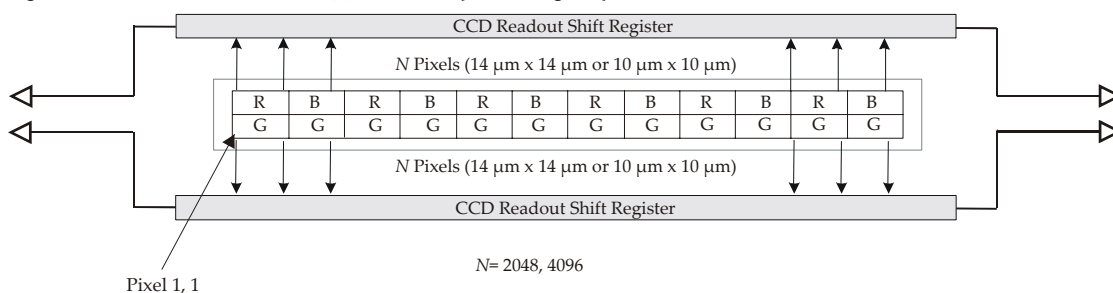 CCD Readout Shift Register
N Pixels (14 µm x 14 µm or 10 µm x 10 µm)
R B R B R B R B R B R B
G G G G G G G G G G G G
N Pixels (14 µm x 14 µm or 10 µm x 10 µm)
CCD Readout Shift Register
N= 2048, 4096
Pixel 1, 1